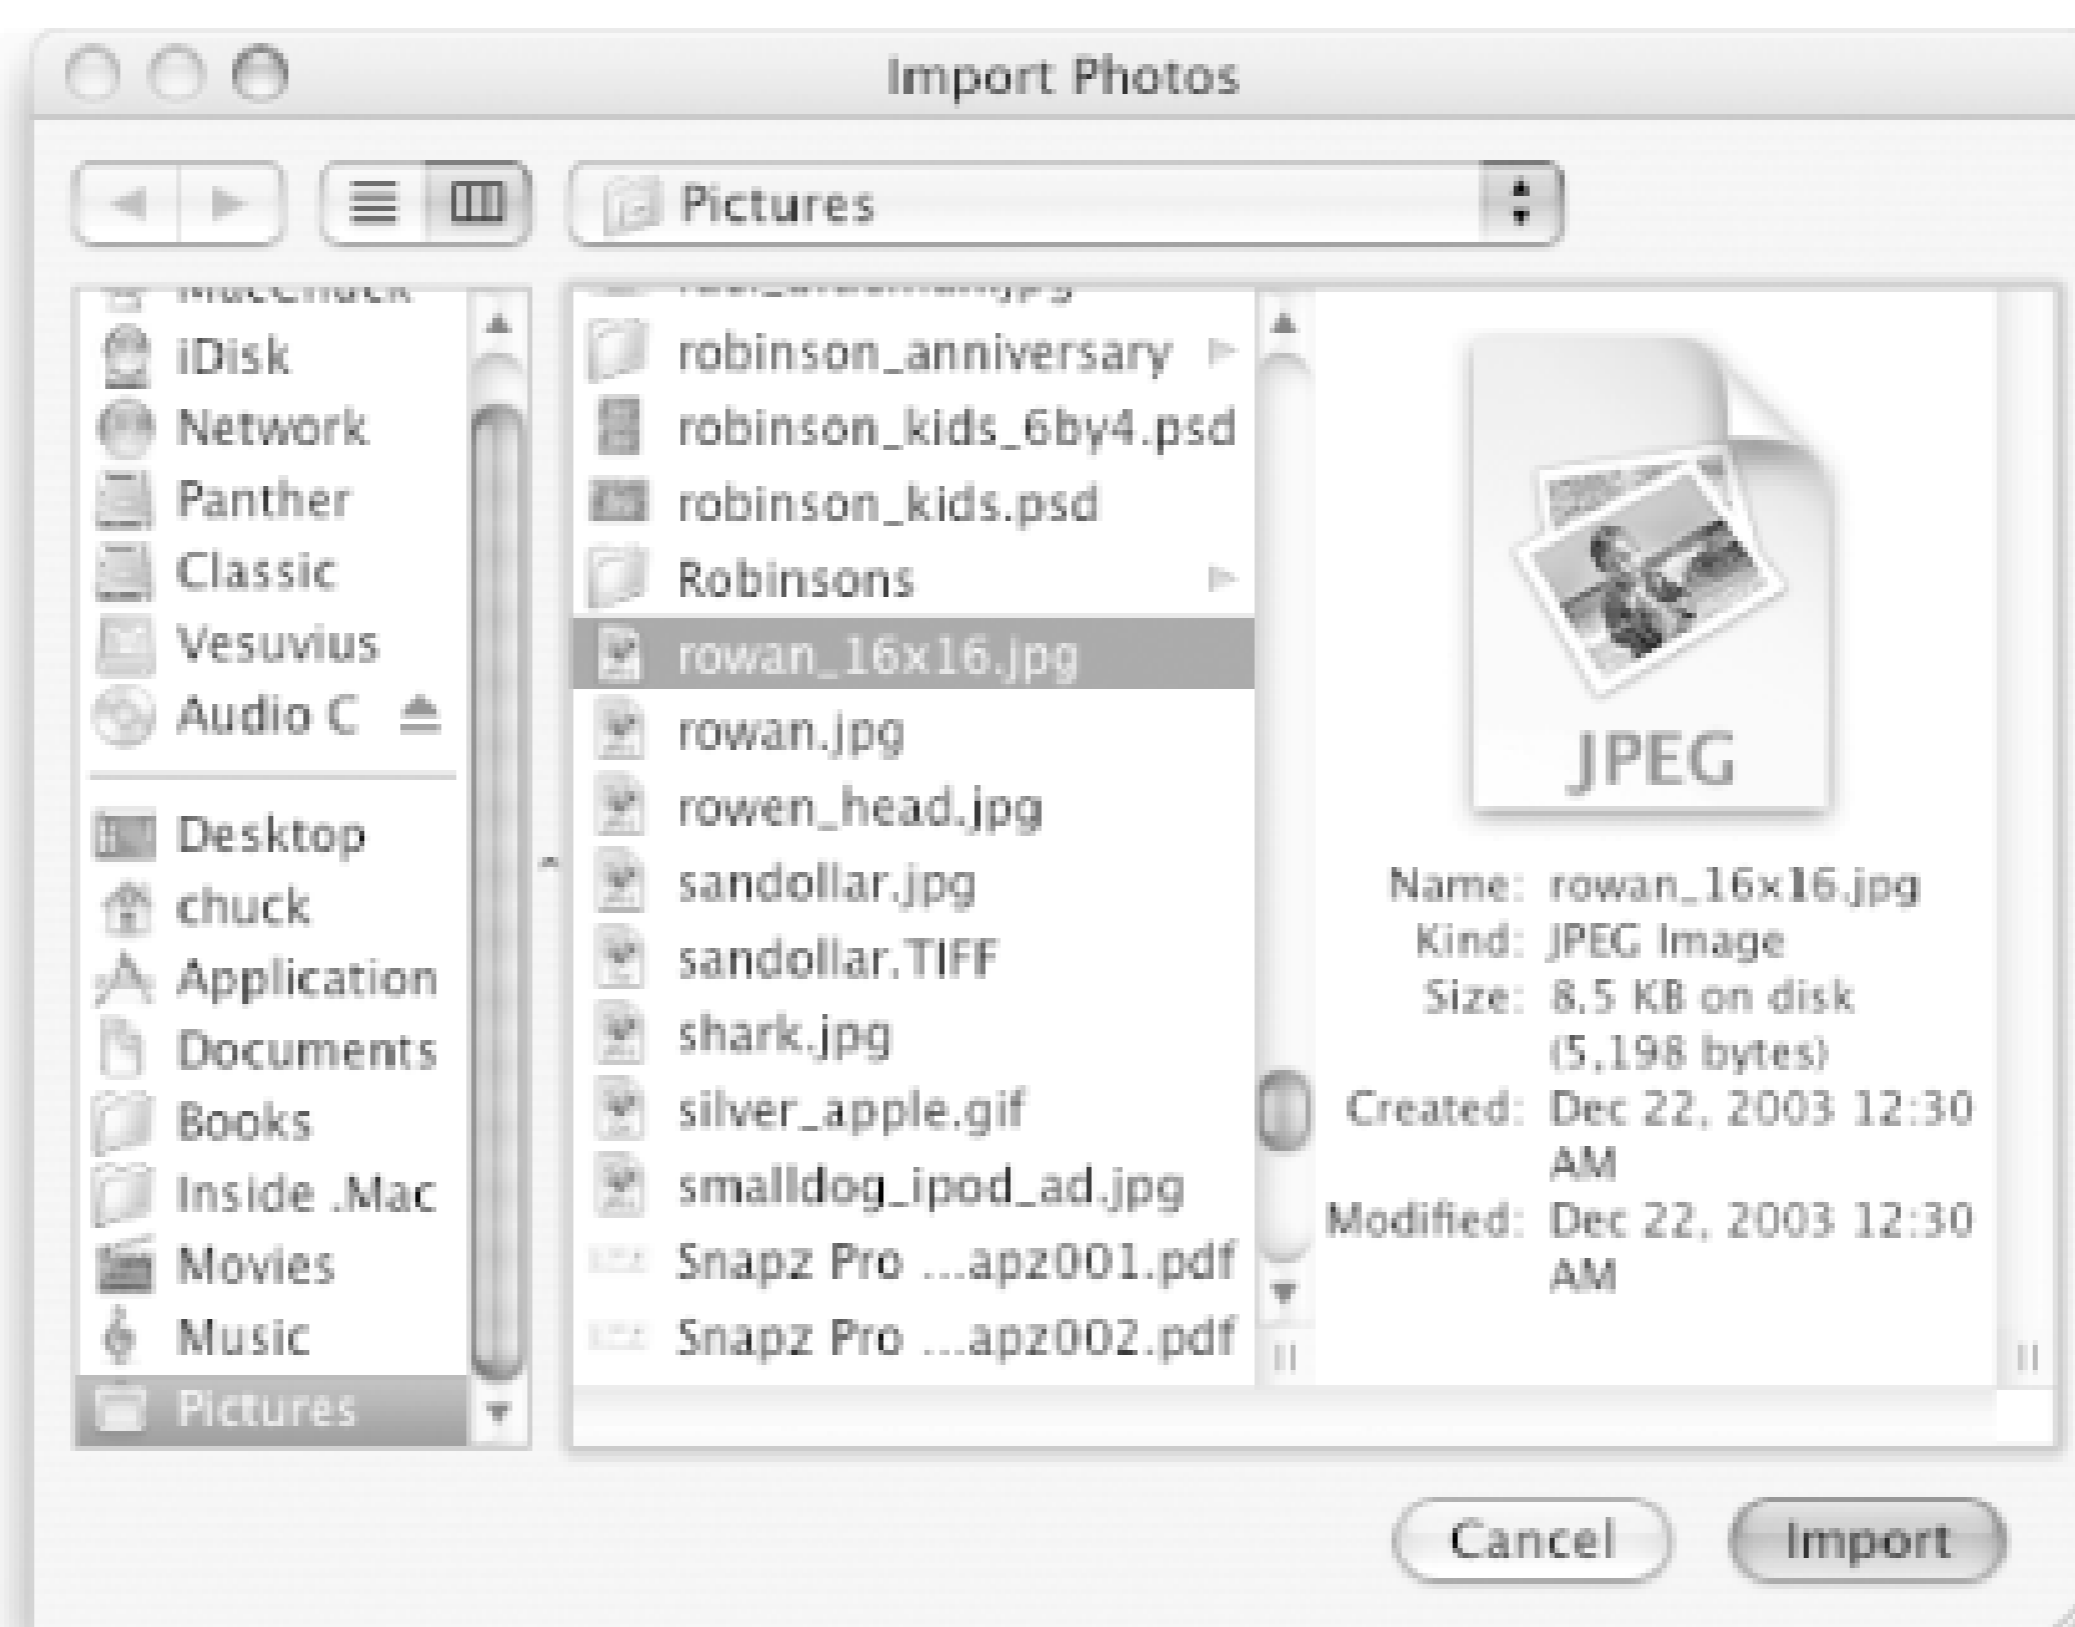 Import Photos
Pictures
MacChuck
iDisk
Network
Panther
Classic
Vesuvius
Audio C
Desktop
chuck
Application
Documents
Books
Inside .Mac
Movies
Music
Pictures
robinson_anniversary
robinson_kids_6by4.psd
robinson_kids.psd
Robinsons
rowan_16x16.jpg
rowan.jpg
rowen_head.jpg
sandollar.jpg
sandollar.TIFF
shark.jpg
silver_apple.gif
smalldog_ipod_ad.jpg
Snapz Pro ...apz001.pdf
Snapz Pro ...apz002.pdf
JPEG
Name: rowan_16x16.jpg
Kind: JPEG Image
Size: 8.5 KB on disk
(5,198 bytes)
Created: Dec 22, 2003 12:30
AM
Modified: Dec 22, 2003 12:30
AM
Cancel
Import